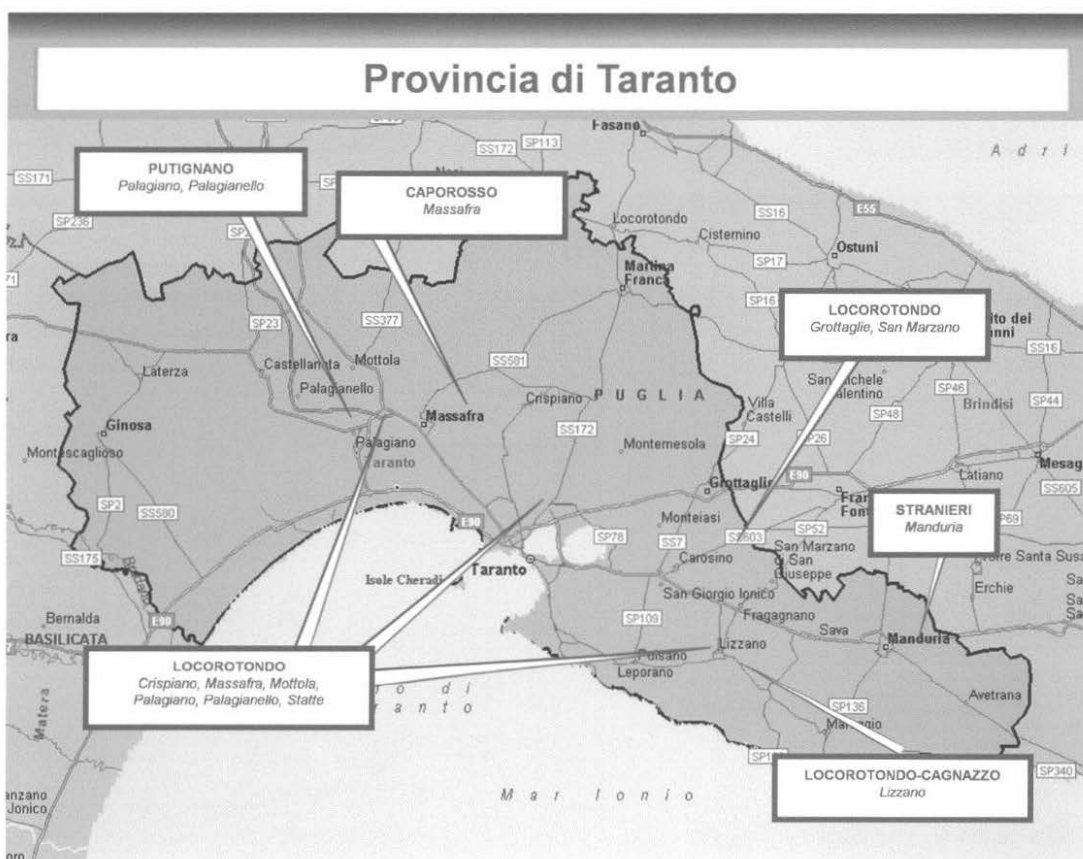 Provincia di Taranto
Fasano
A d r i
SS172
SP113
PUTIGNANO
Palagiano, Palagianello
SS171
CAPOROSSO
Massafra
SP236
Locorotondo
SS16
E55
Cisternino
Ostuni
SP17
Martina
Franca
SP16
LOCOROTONDO
Grottaglie, San Marzano
SP23
SS377
SS16
Castellaneta
Mottola
SS581
Laterza
Palagianello
Crispiano
PUGLIA
Villa
Castelli
SP46
SP44
Brindisi
SP48
Ginosa
Massafra
SS172
SP24
SP26
Montescaglioso
Palagiano
Montemesola
Mesag
Latiano
E90
Grottaglie
SS605
SP2
SS580
E90
Monteiasi
STRANIERI
Manduria
SP78
SS7
SS603
SP52
SP69
SS175
Taranto
Isole Cheradi
Carosino
San Marzano
San
Giuseppe
San Giorgio Ionico
Erchie
Bernalda
E90
BASILICATA
SP109
Fragagnano
Sava
Manduria
Lizzano
LOCOROTONDO
Crispiano, Massafra, Mottola,
Palagiano, Palagianello, Statte
Pulsano
Leporano
Matera
Avetrana
SP136
SP340
LOCOROTONDO-CAGNAZZO
Lizzano
Mar Ionio